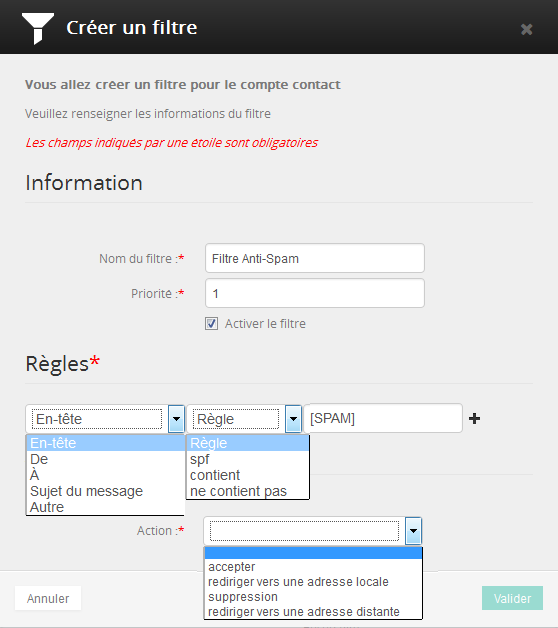 Créer un filtre
Vous allez créer un filtre pour le compte contact
Veuillez renseigner les informations du filtre
Les champs indiqués par une étoile sont obligatoires
Information
Nom du filtre :* Filtre Anti-Spam
Priorité :* 1
Activer le filtre
Règles*
En-tête Règle [SPAM]
En-tête Règle
De spf
À contient
Sujet du message ne contient pas
Autre
Action :*
accepter
rediriger vers une adresse locale
suppression
rediriger vers une adresse distante
Annuler Valider